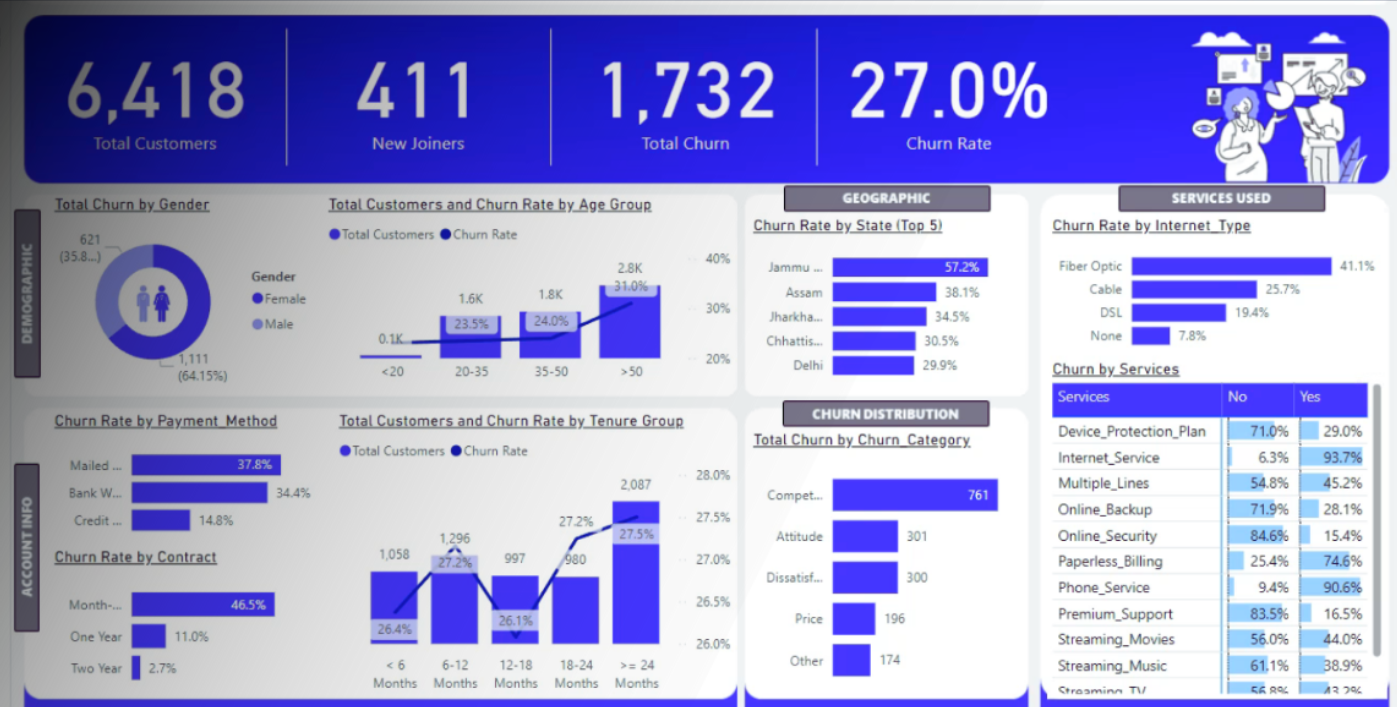 6,418
Total Customers
411
New Joiners
1,732
Total Churn
27.0%
Churn Rate
DEMOGRAPHIC
Total Churn by Gender
621
(35.8...)
1,111
(64.15%)
Gender
Female
Male
Total Customers and Churn Rate by Age Group
Total Customers Churn Rate
40%
30%
20%
0.1K
1.6K
23.5%
1.8K
24.0%
2.8K
31.0%
<20 20-35 35-50 >50
GEOGRAPHIC
Churn Rate by State (Top 5)
Jammu ... 57.2%
Assam 38.1%
Jharkha... 34.5%
Chhattis... 30.5%
Delhi 29.9%
SERVICES USED
Churn Rate by Internet_Type
Fiber Optic 41.1%
Cable 25.7%
DSL 19.4%
None 7.8%
Churn by Services
Services No Yes
Device_Protection_Plan 71.0% 29.0%
Internet_Service 6.3% 93.7%
Multiple_Lines 54.8% 45.2%
Online_Backup 71.9% 28.1%
Online_Security 84.6% 15.4%
Paperless_Billing 25.4% 74.6%
Phone_Service 9.4% 90.6%
Premium_Support 83.5% 16.5%
Streaming_Movies 56.0% 44.0%
Streaming_Music 61.1% 38.9%
Streaming_TV 56.8% 43.2%
ACCOUNT INFO
Churn Rate by Payment_Method
Mailed ... 37.8%
Bank W... 34.4%
Credit ... 14.8%
Churn Rate by Contract
Month-... 46.5%
One Year 11.0%
Two Year 2.7%
Total Customers and Churn Rate by Tenure Group
Total Customers Churn Rate
28.0%
27.5%
27.0%
26.5%
26.0%
1,058
26.4%
1,296
27.2%
997
26.1%
27.2%
980
2,087
27.5%
< 6 6-12 12-18 18-24 >= 24
Months Months Months Months Months
CHURN DISTRIBUTION
Total Churn by Churn_Category
Compet... 761
Attitude 301
Dissatisf... 300
Price 196
Other 174